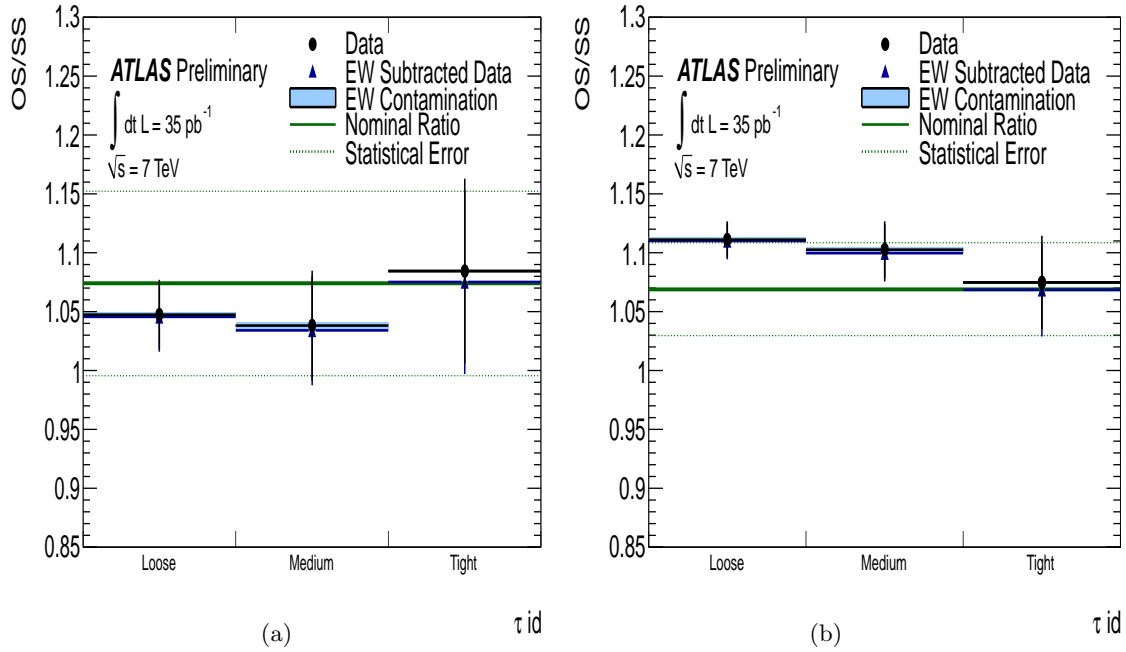 OS/SS
1.3
1.25
1.2
1.15
1.1
1.05
1
0.95
0.9
0.85
ATLAS Preliminary
∫ dt L = 35 pb⁻¹
√s = 7 TeV
Data
EW Subtracted Data
EW Contamination
Nominal Ratio
Statistical Error
Loose Medium Tight
τ id
(a)
OS/SS
1.3
1.25
1.2
1.15
1.1
1.05
1
0.95
0.9
0.85
ATLAS Preliminary
∫ dt L = 35 pb⁻¹
√s = 7 TeV
Data
EW Subtracted Data
EW Contamination
Nominal Ratio
Statistical Error
Loose Medium Tight
τ id
(b)